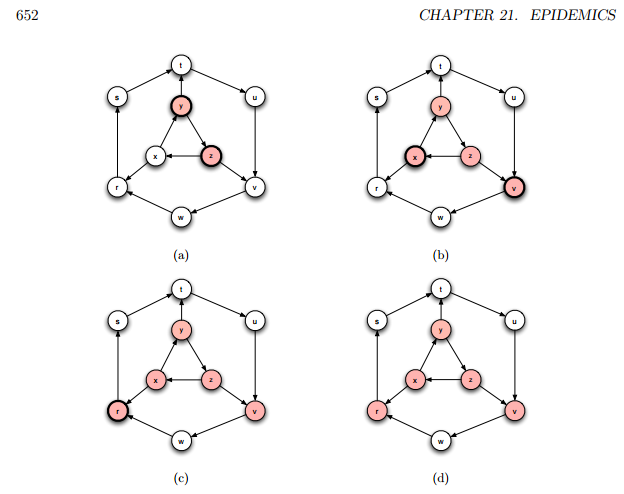 652 CHAPTER 21. EPIDEMICS
t t
s u s u
y y
x z x z
r v r v
w w
(a) (b)
t t
s u s u
y y
x z x z
r v r v
w w
(c) (d)